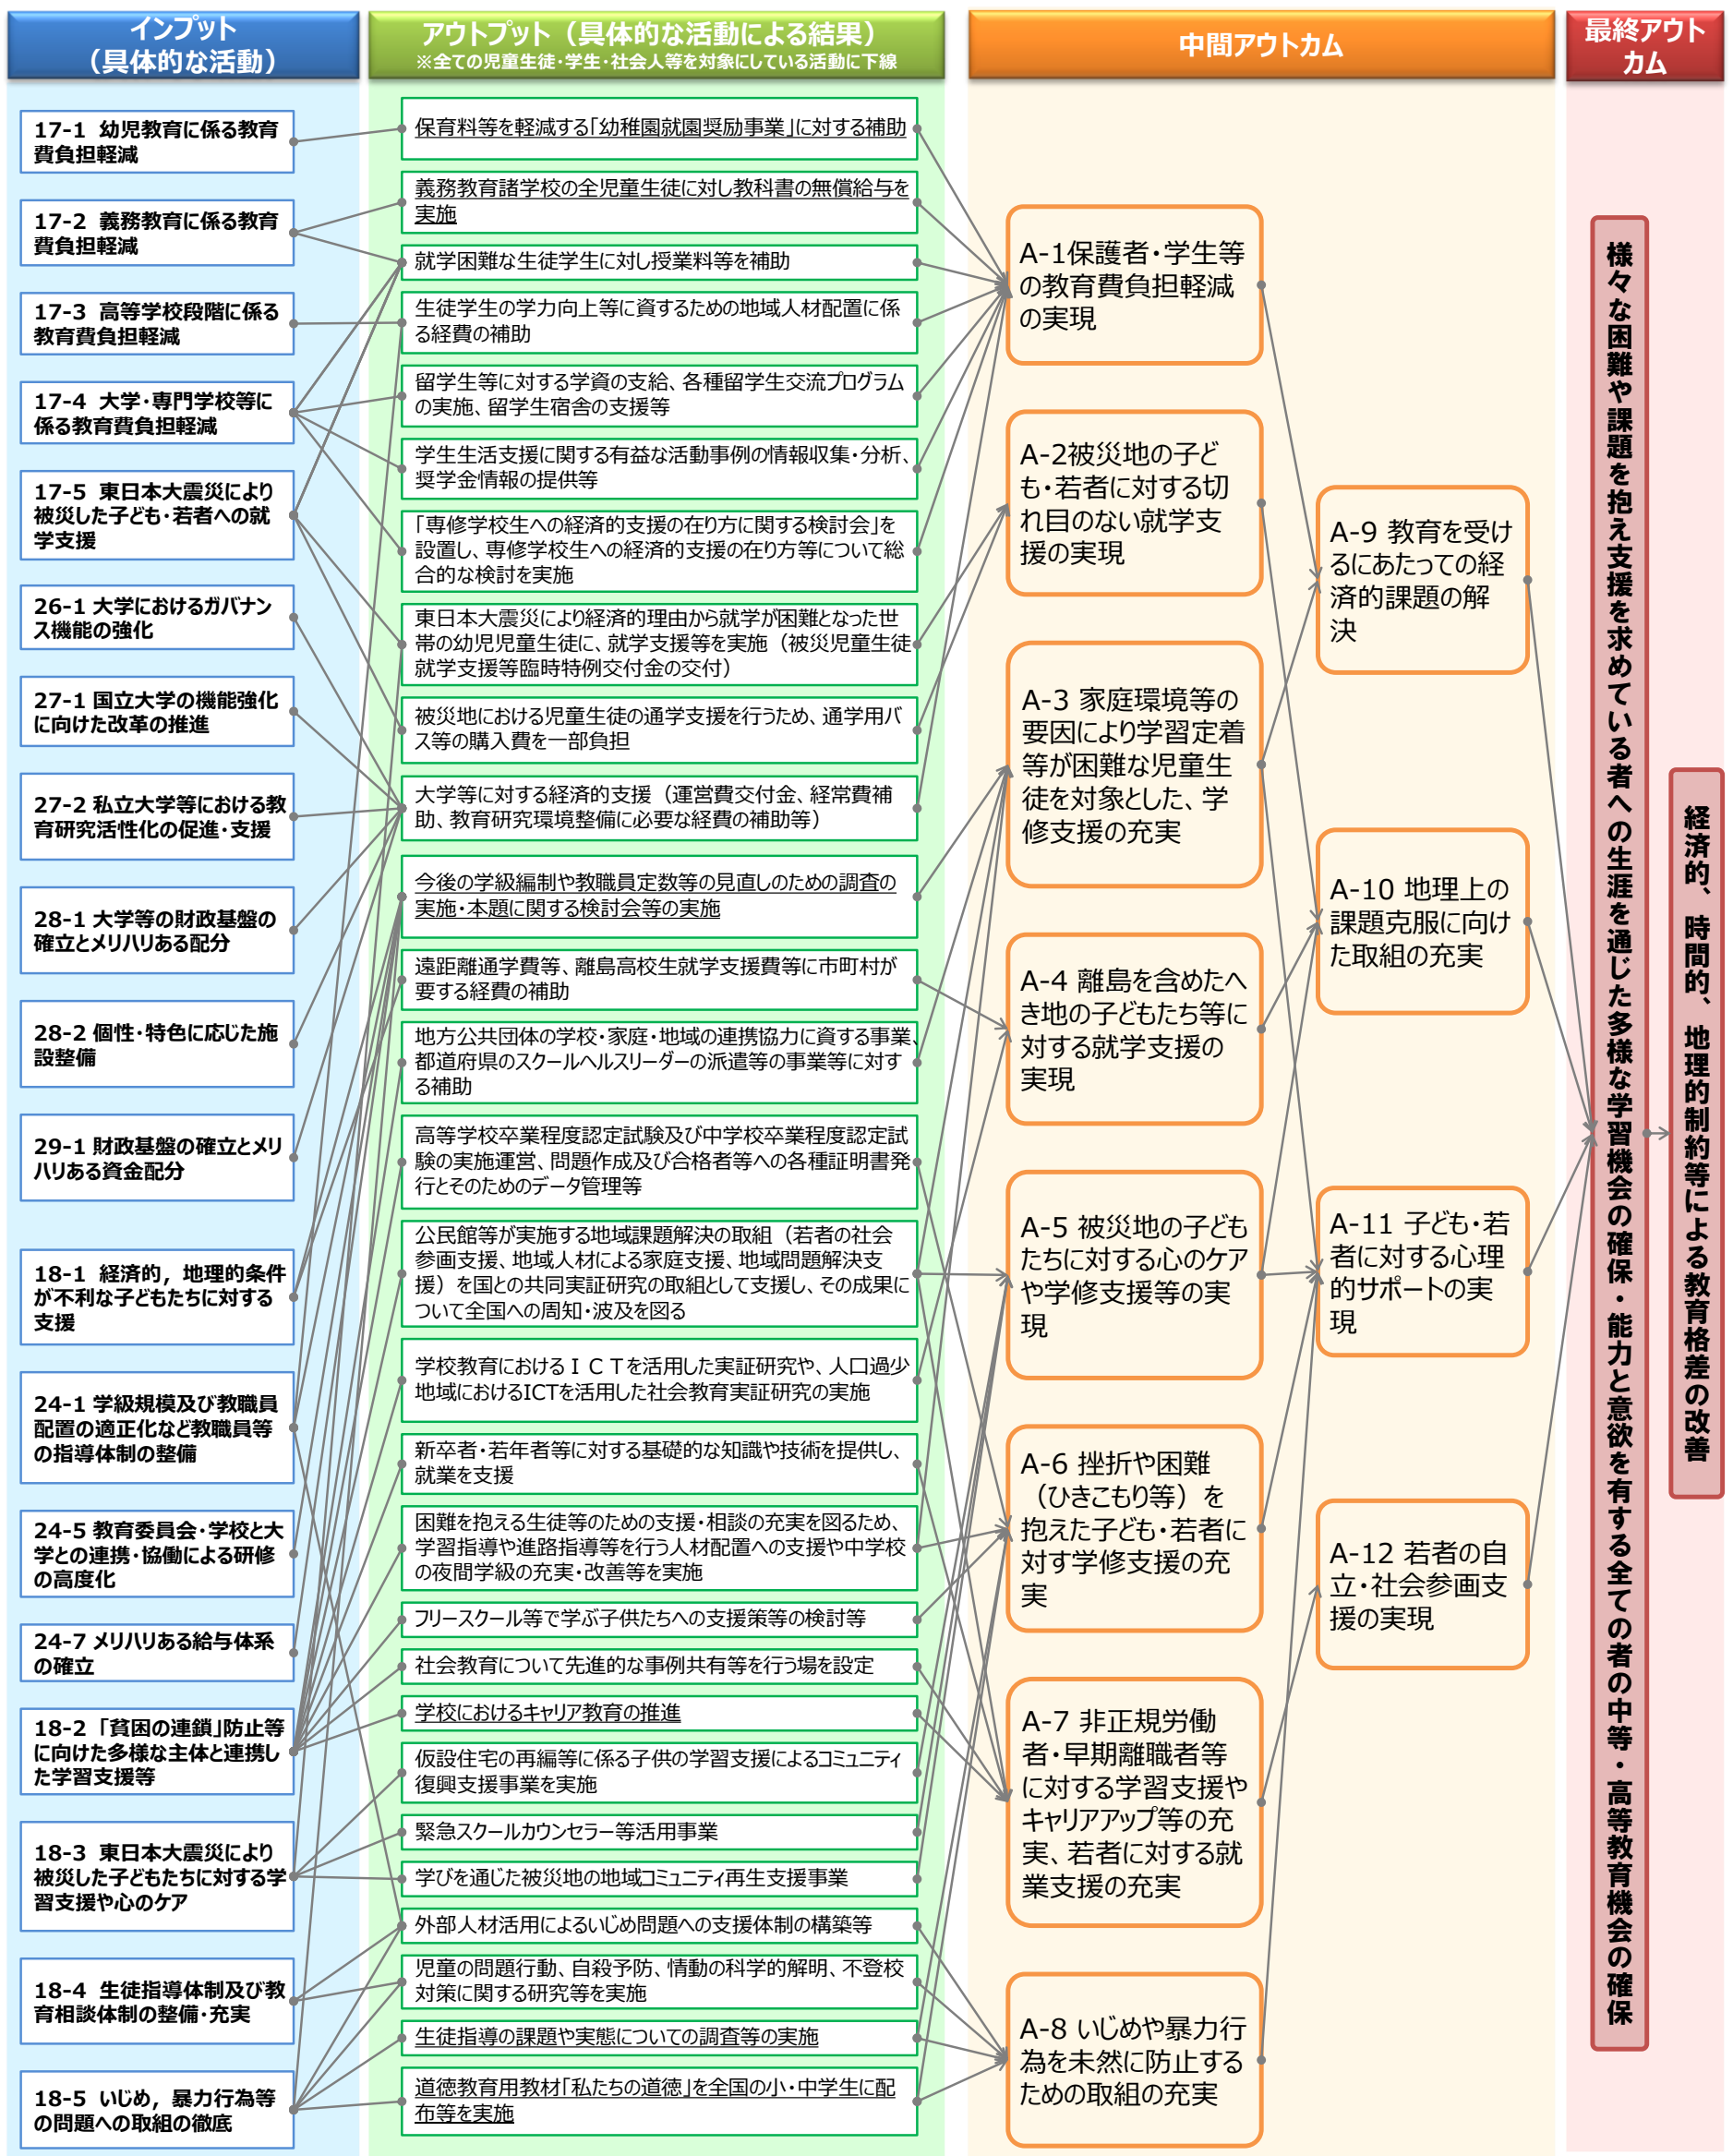 インプット
（具体的な活動）
アウトプット（具体的な活動による結果）
※全ての児童生徒・学生・社会人等を対象にしている活動に下線
中間アウトカム
最終アウト
カム
17-1 幼児教育に係る教育
費負担軽減
17-2 義務教育に係る教育
費負担軽減
17-3 高等学校段階に係る
教育費負担軽減
17-4 大学・専門学校等に
係る教育費負担軽減
17-5 東日本大震災により
被災した子ども・若者への就
学支援
26-1 大学におけるガバナン
ス機能の強化
27-1 国立大学の機能強化
に向けた改革の推進
27-2 私立大学等における教
育研究活性化の促進・支援
28-1 大学等の財政基盤の
確立とメリハリある配分
28-2 個性・特色に応じた施
設整備
29-1 財政基盤の確立とメリ
ハリある資金配分
18-1 経済的，地理的条件
が不利な子どもたちに対する
支援
24-1 学級規模及び教職員
配置の適正化など教職員等
の指導体制の整備
24-5 教育委員会・学校と大
学との連携・協働による研修
の高度化
24-7 メリハリある給与体系
の確立
18-2 「貧困の連鎖」防止等
に向けた多様な主体と連携し
た学習支援等
18-3 東日本大震災により
被災した子どもたちに対する学
習支援や心のケア
18-4 生徒指導体制及び教
育相談体制の整備・充実
18-5 いじめ，暴力行為等
の問題への取組の徹底
保育料等を軽減する「幼稚園就園奨励事業」に対する補助
義務教育諸学校の全児童生徒に対し教科書の無償給与を
実施
就学困難な生徒学生に対し授業料等を補助
生徒学生の学力向上等に資するための地域人材配置に係
る経費の補助
留学生等に対する学資の支給、各種留学生交流プログラム
の実施、留学生宿舎の支援等
学生生活支援に関する有益な活動事例の情報収集・分析、
奨学金情報の提供等
「専修学校生への経済的支援の在り方に関する検討会」を
設置し、専修学校生への経済的支援の在り方等について総
合的な検討を実施
東日本大震災により経済的理由から就学が困難となった世
帯の幼児児童生徒に、就学支援等を実施（被災児童生徒
就学支援等臨時特例交付金の交付）
被災地における児童生徒の通学支援を行うため、通学用バ
ス等の購入費を一部負担
大学等に対する経済的支援（運営費交付金、経常費補
助、教育研究環境整備に必要な経費の補助等）
今後の学級編制や教職員定数等の見直しのための調査の
実施・本題に関する検討会等の実施
遠距離通学費等、離島高校生就学支援費等に市町村が
要する経費の補助
地方公共団体の学校・家庭・地域の連携協力に資する事業、
都道府県のスクールヘルスリーダーの派遣等の事業等に対す
る補助
高等学校卒業程度認定試験及び中学校卒業程度認定試
験の実施運営、問題作成及び合格者等への各種証明書発
行とそのためのデータ管理等
公民館等が実施する地域課題解決の取組（若者の社会
参画支援、地域人材による家庭支援、地域問題解決支
援）を国との共同実証研究の取組として支援し、その成果に
ついて全国への周知・波及を図る
学校教育におけるＩＣＴを活用した実証研究や、人口過少
地域におけるICTを活用した社会教育実証研究の実施
新卒者・若年者等に対する基礎的な知識や技術を提供し、
就業を支援
困難を抱える生徒等のための支援・相談の充実を図るため、
学習指導や進路指導等を行う人材配置への支援や中学校
の夜間学級の充実・改善等を実施
フリースクール等で学ぶ子供たちへの支援策等の検討等
社会教育について先進的な事例共有等を行う場を設定
学校におけるキャリア教育の推進
仮設住宅の再編等に係る子供の学習支援によるコミュニティ
復興支援事業を実施
緊急スクールカウンセラー等活用事業
学びを通じた被災地の地域コミュニティ再生支援事業
外部人材活用によるいじめ問題への支援体制の構築等
児童の問題行動、自殺予防、情動の科学的解明、不登校
対策に関する研究等を実施
生徒指導の課題や実態についての調査等の実施
道徳教育用教材「私たちの道徳」を全国の小・中学生に配
布等を実施
A-1保護者・学生等
の教育費負担軽減
の実現
A-2被災地の子ど
も・若者に対する切
れ目のない就学支
援の実現
A-3 家庭環境等の
要因により学習定着
等が困難な児童生
徒を対象とした、学
修支援の充実
A-4 離島を含めたへ
き地の子どもたち等に
対する就学支援の
実現
A-5 被災地の子ども
たちに対する心のケア
や学修支援等の実
現
A-6 挫折や困難
（ひきこもり等）を
抱えた子ども・若者に
対す学修支援の充
実
A-7 非正規労働
者・早期離職者等
に対する学習支援や
キャリアアップ等の充
実、若者に対する就
業支援の充実
A-8 いじめや暴力行
為を未然に防止する
ための取組の充実
A-9 教育を受け
るにあたっての経
済的課題の解
決
A-10 地理上の
課題克服に向け
た取組の充実
A-11 子ども・若
者に対する心理
的サポートの実
現
A-12 若者の自
立・社会参画支
援の実現
様々な困難や課題を抱え支援を求めている者への生涯を通じた多様な学習機会の確保・能力と意欲を有する全ての者の中等・高等教育機会の確保
経済的、時間的、地理的制約等による教育格差の改善